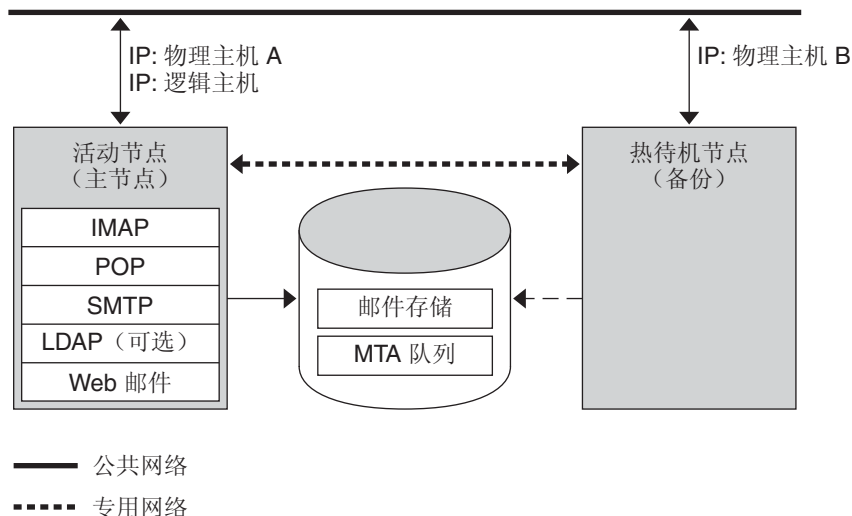 IP: 物理主机 A
IP: 逻辑主机
IP: 物理主机 B
活动节点
（主节点）
IMAP
POP
SMTP
LDAP（可选）
Web 邮件
邮件存储
MTA 队列
热待机节点
（备份）
公共网络
专用网络